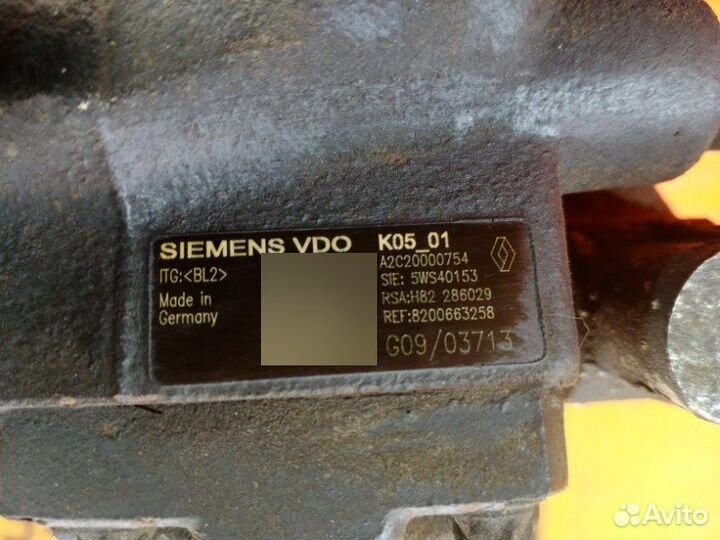 SIEMENS VDO K05_01
ITG:<BL2> A2C20000754
SIE: 5WS40153
Made in RSA:H82 286029
Germany REF:8200663258
G09/03713
Avito